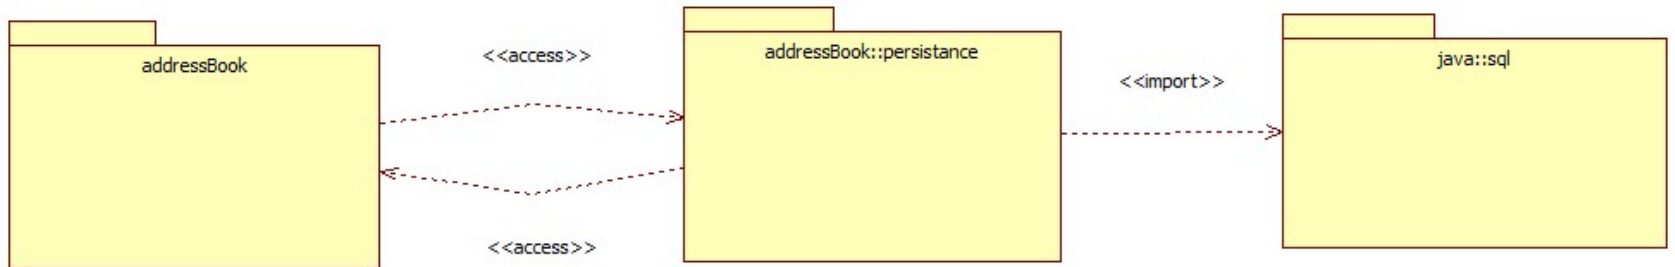 addressBook
<<access>>
<<access>>
addressBook::persistance
<<import>>
java::sql